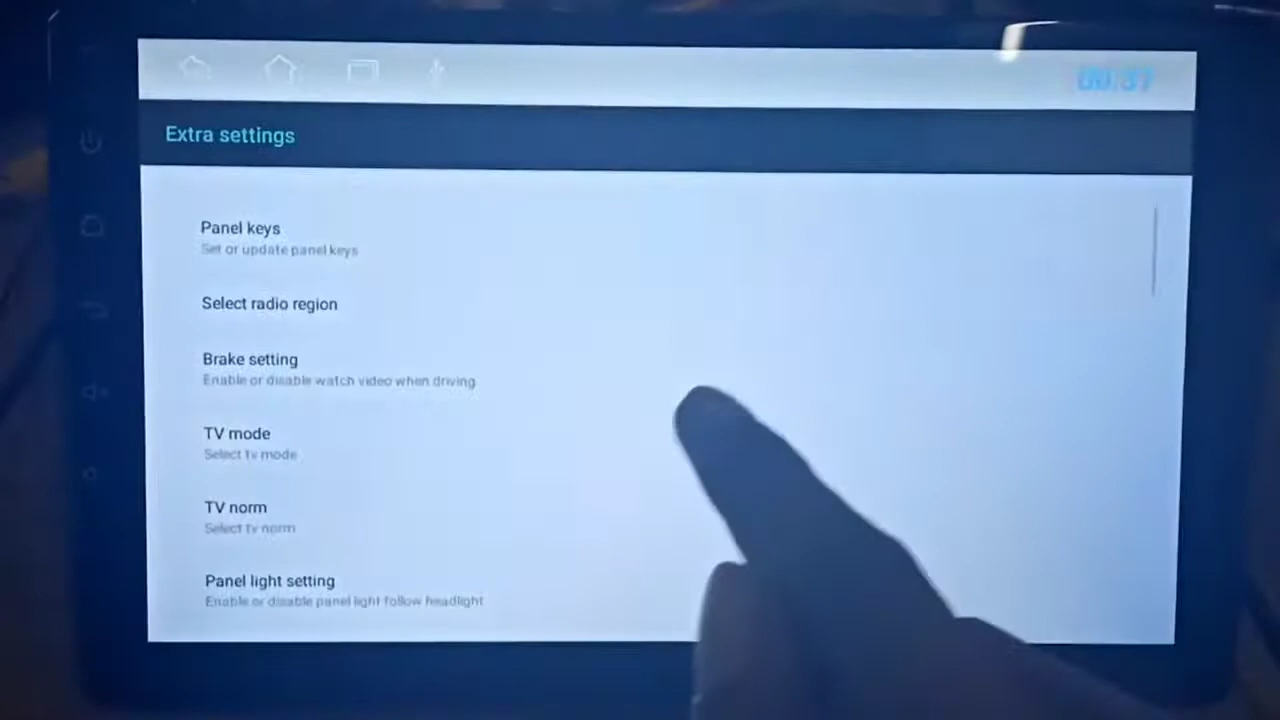 00:37
Extra settings
Panel keys
Set or update panel keys
Select radio region
Brake setting
Enable or disable watch video when driving
TV mode
Select tv mode
TV norm
Select tv norm
Panel light setting
Enable or disable panel light follow headlight